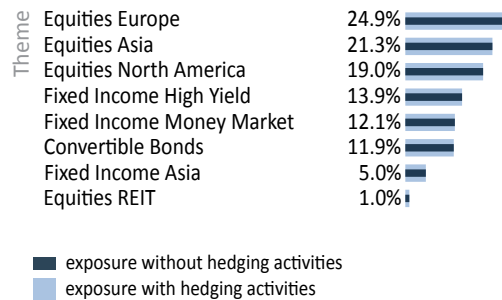 Theme
Equities Europe 24.9%
Equities Asia 21.3%
Equities North America 19.0%
Fixed Income High Yield 13.9%
Fixed Income Money Market 12.1%
Convertible Bonds 11.9%
Fixed Income Asia 5.0%
Equities REIT 1.0%
exposure without hedging activities
exposure with hedging activities